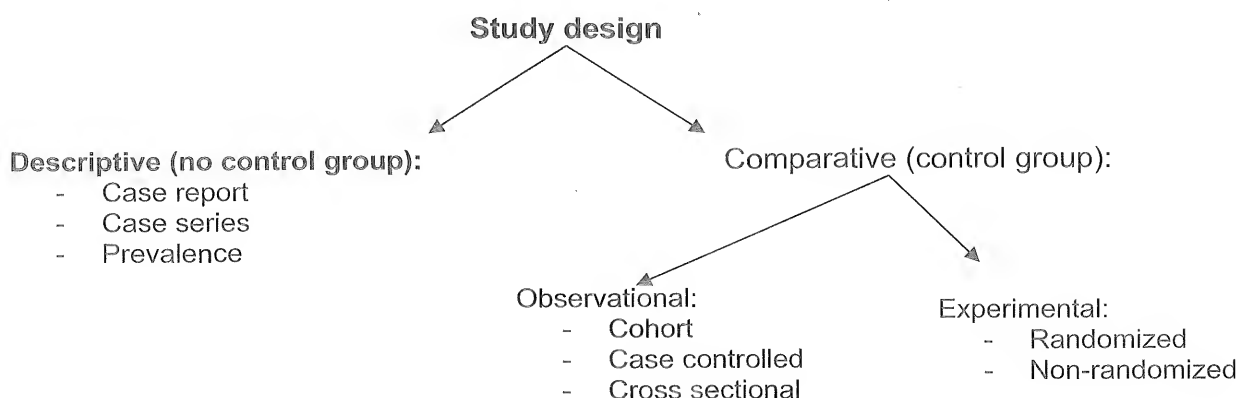 Study design
Descriptive (no control group):
- Case report
- Case series
- Prevalence
Comparative (control group):
Observational:
- Cohort
- Case controlled
- Cross sectional
Experimental:
- Randomized
- Non-randomized